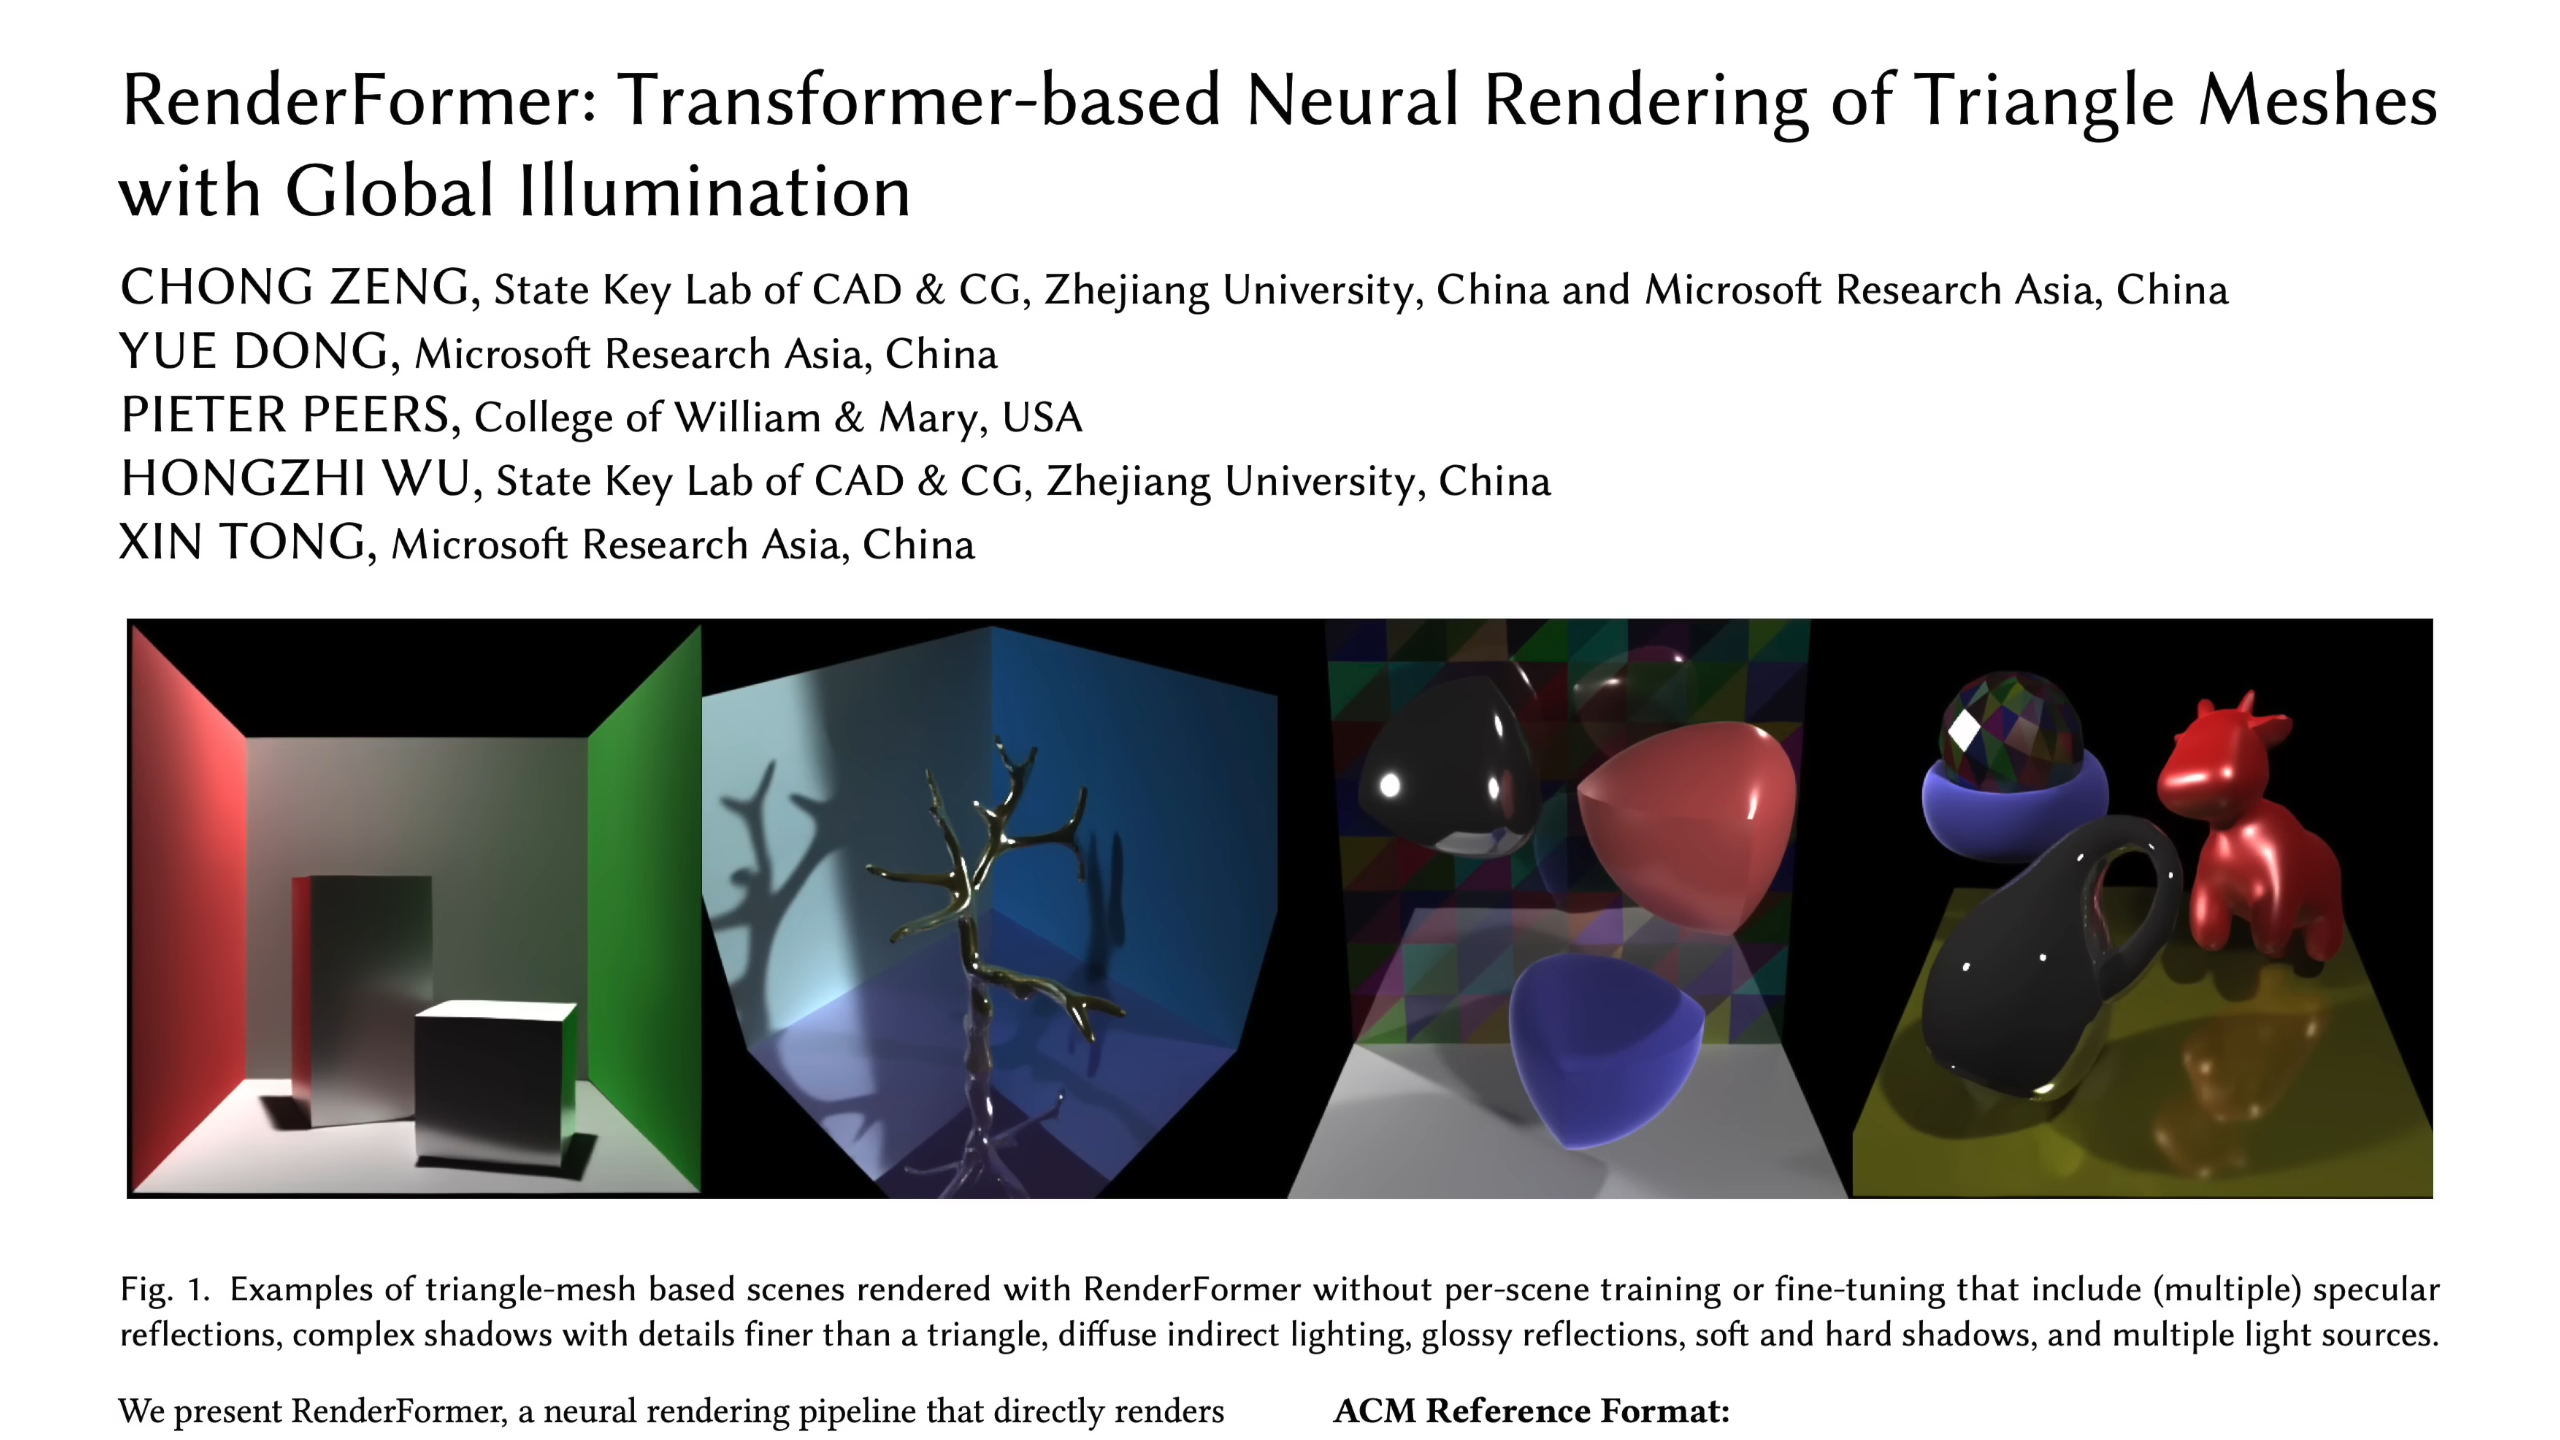 RenderFormer: Transformer-based Neural Rendering of Triangle Meshes
with Global Illumination
CHONG ZENG, State Key Lab of CAD & CG, Zhejiang University, China and Microsoft Research Asia, China
YUE DONG, Microsoft Research Asia, China
PIETER PEERS, College of William & Mary, USA
HONGZHI WU, State Key Lab of CAD & CG, Zhejiang University, China
XIN TONG, Microsoft Research Asia, China
Fig. 1. Examples of triangle-mesh based scenes rendered with RenderFormer without per-scene training or fine-tuning that include (multiple) specular
reflections, complex shadows with details finer than a triangle, diffuse indirect lighting, glossy reflections, soft and hard shadows, and multiple light sources.
We present RenderFormer, a neural rendering pipeline that directly renders
ACM Reference Format: